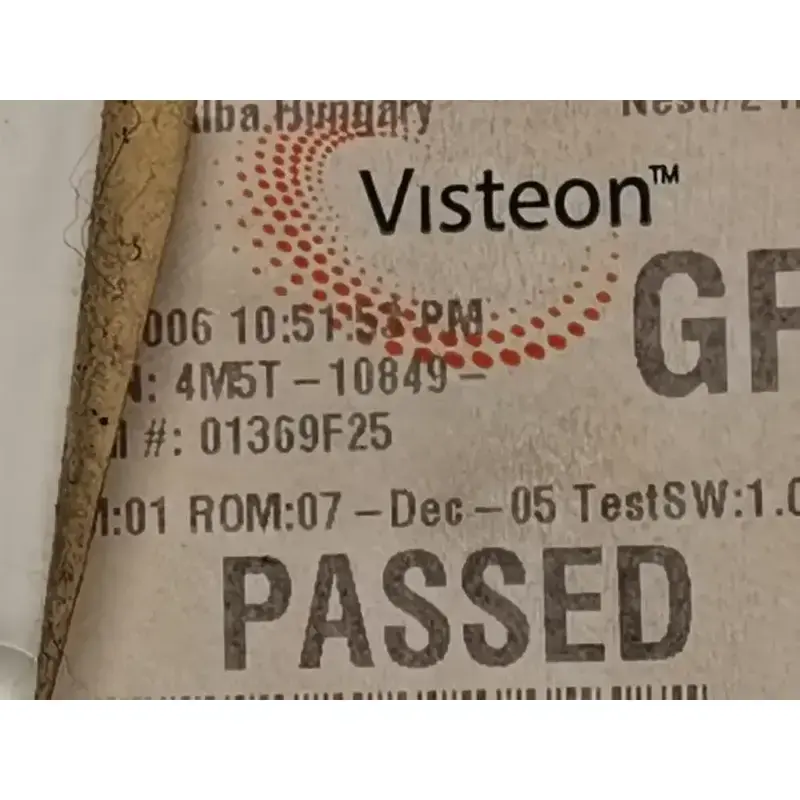 Alba.Hungary
Visteon™
GF
006 10:51:53 PM
N: 4M5T-10849-
#: 01369F25
:01 ROM:07-Dec-05 TestSW:1.0
PASSED